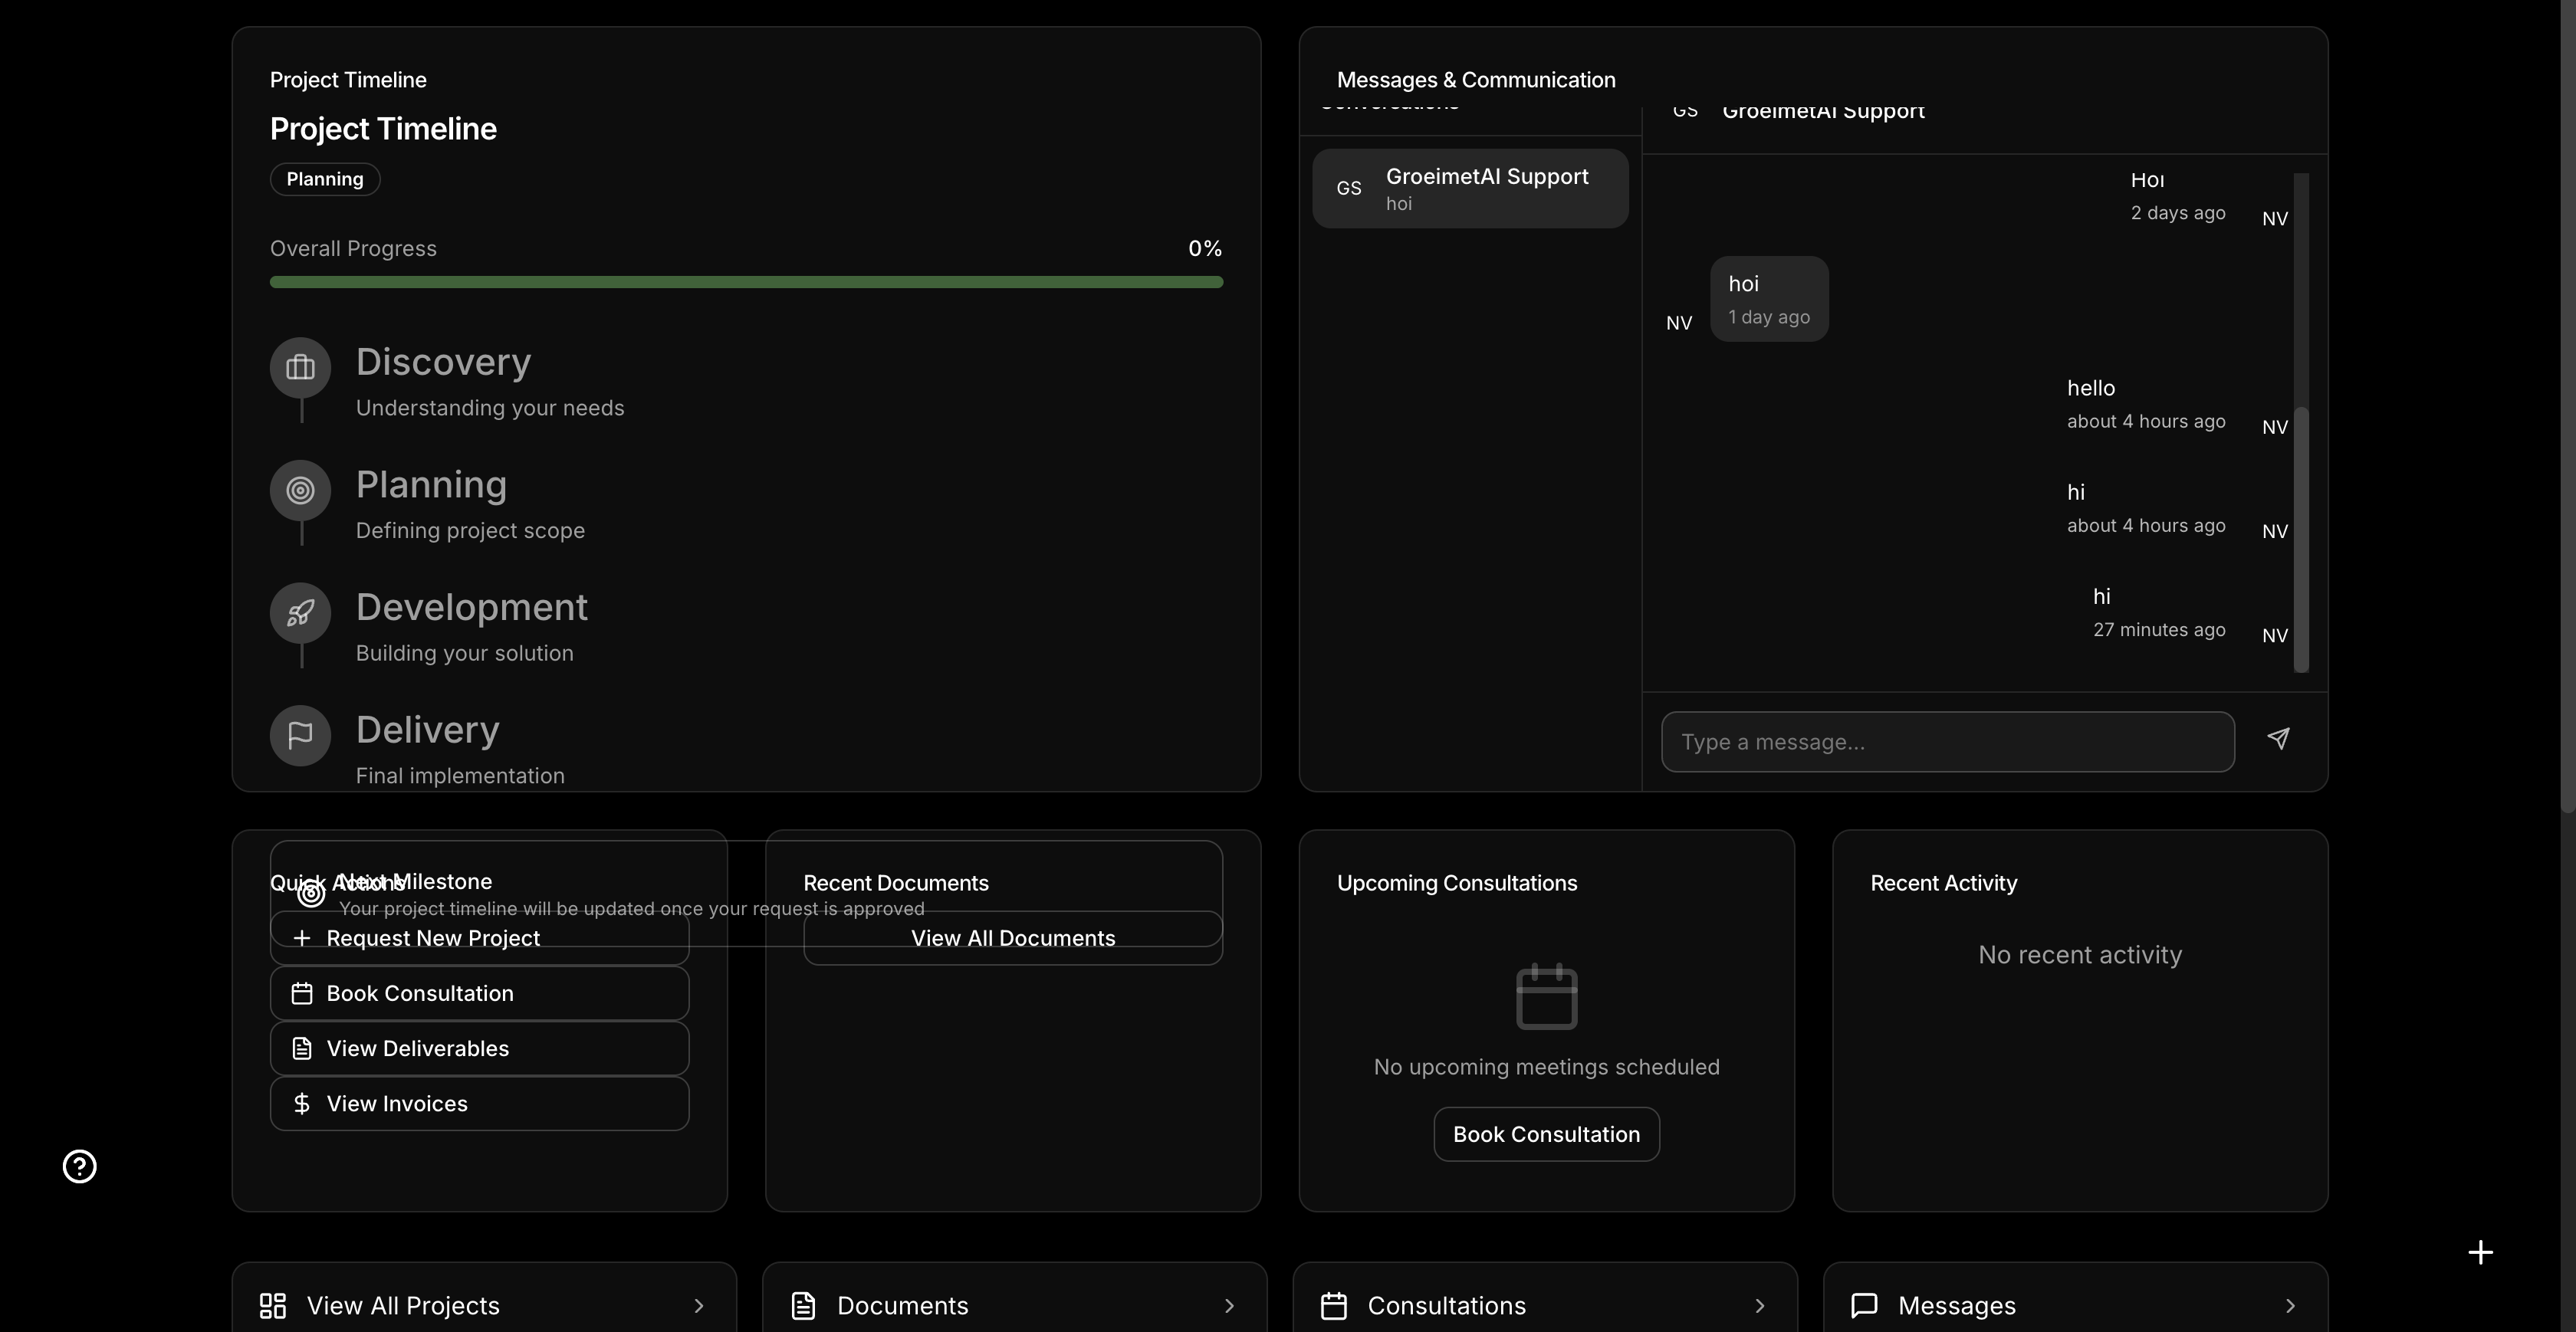 Project Timeline
Project Timeline
Planning
Overall Progress
0%
Discovery
Understanding your needs
Planning
Defining project scope
Development
Building your solution
Delivery
Final implementation
Messages & Communication
Conversations
GS
GroeimetAI Support
hoi
GS
GroeimetAI Support
Hoi
2 days ago
NV
hoi
1 day ago
NV
hello
about 4 hours ago
NV
hi
about 4 hours ago
NV
hi
27 minutes ago
NV
Type a message...
Quick Actions
Next Milestone
Your project timeline will be updated once your request is approved
Request New Project
Book Consultation
View Deliverables
View Invoices
Recent Documents
View All Documents
Upcoming Consultations
No upcoming meetings scheduled
Book Consultation
Recent Activity
No recent activity
View All Projects
Documents
Consultations
Messages